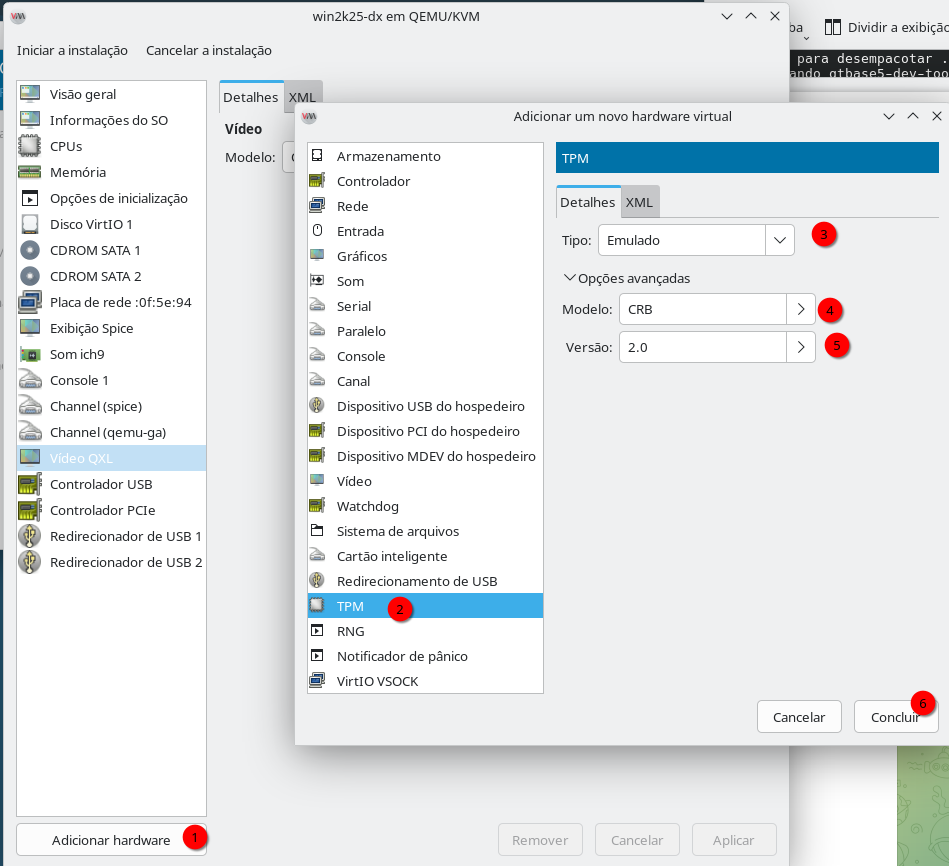 win2k25-dx em QEMU/KVM
Iniciar a instalação Cancelar a instalação
Dividir a exibição
para desempacotar .
ando qtbase5-dev-too
Visão geral
Informações do SO
CPUs
Memória
Opções de inicialização
Disco VirtIO 1
CDROM SATA 1
CDROM SATA 2
Placa de rede :0f:5e:94
Exibição Spice
Som ich9
Console 1
Channel (spice)
Channel (qemu-ga)
Vídeo QXL
Controlador USB
Controlador PCIe
Redirecionador de USB 1
Redirecionador de USB 2
Adicionar hardware 1
Detalhes XML
Vídeo
Modelo:
Remover Cancelar Aplicar
Adicionar um novo hardware virtual
Armazenamento
Controlador
Rede
Entrada
Gráficos
Som
Serial
Paralelo
Console
Canal
Dispositivo USB do hospedeiro
Dispositivo PCI do hospedeiro
Dispositivo MDEV do hospedeiro
Vídeo
Watchdog
Sistema de arquivos
Cartão inteligente
Redirecionamento de USB
TPM 2
RNG
Notificador de pânico
VirtIO VSOCK
TPM
Detalhes XML
Tipo: Emulado 3
Opções avançadas
Modelo: CRB 4
Versão: 2.0 5
Cancelar Concluir 6